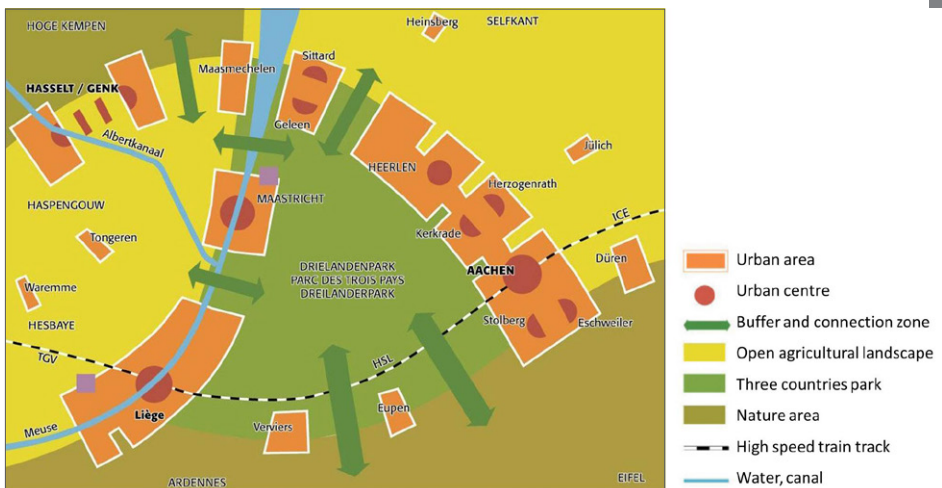 HOGE KEMPEN
Heinsberg
SELFKANT
Sittard
Maasmechelen
HASSELT / GENK
Geleen
Albertkanaal
HEERLEN
Jülich
Herzogenrath
MAASTRICHT
HASPENGOUW
ICE
Kerkrade
Tongeren
DRIELANDENPARK
PARC DES TROIS PAYS
DREILANDERPARK
AACHEN
Düren
Waremme
HESBAYE
Stolberg
Eschweiler
TGV
HSL
Liège
Eupen
Meuse
Verviers
ARDENNES
EIFEL
Urban area
Urban centre
Buffer and connection zone
Open agricultural landscape
Three countries park
Nature area
High speed train track
Water, canal